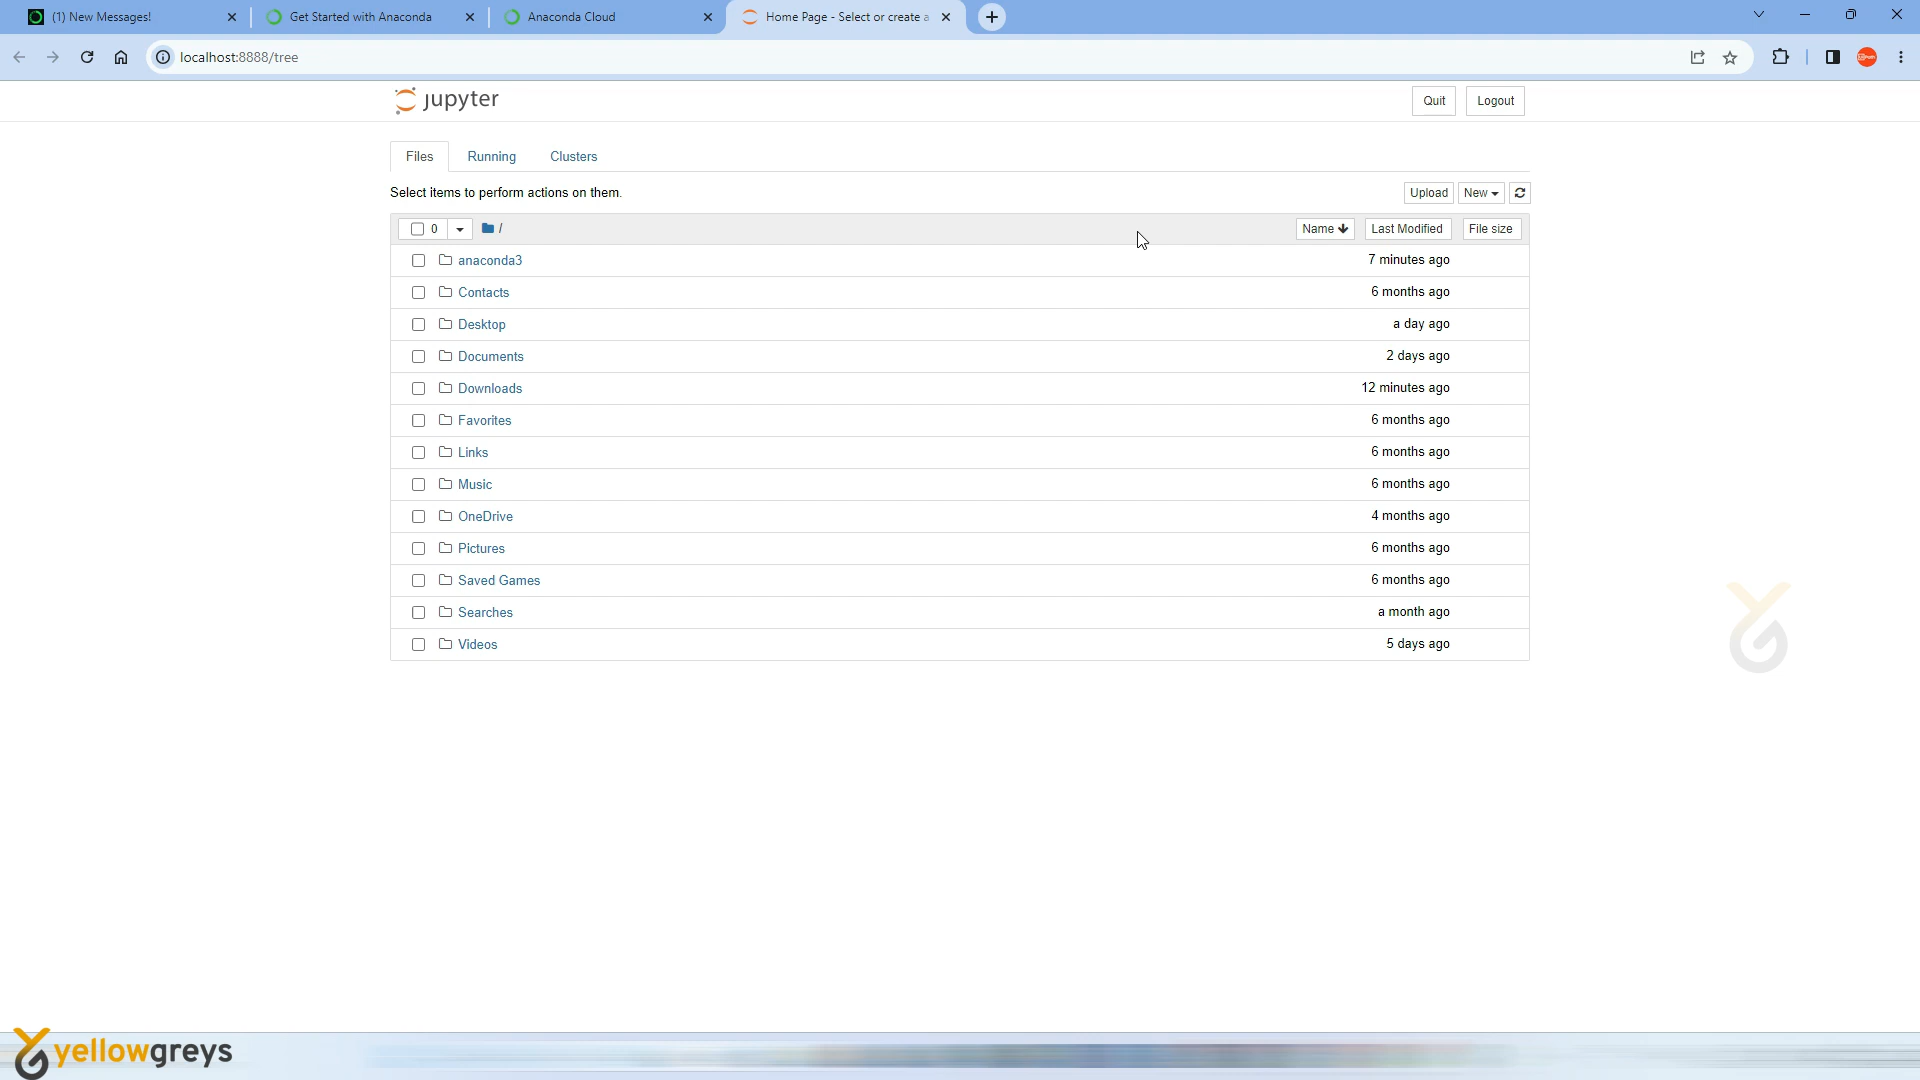 (1) New Messages!
Get Started with Anaconda
Anaconda Cloud
Home Page - Select or create a
localhost:8888/tree
jupyter
Quit
Logout
Files
Running
Clusters
Select items to perform actions on them.
Upload
New
0
/
Name
Last Modified
File size
anaconda3 7 minutes ago
Contacts 6 months ago
Desktop a day ago
Documents 2 days ago
Downloads 12 minutes ago
Favorites 6 months ago
Links 6 months ago
Music 6 months ago
OneDrive 4 months ago
Pictures 6 months ago
Saved Games 6 months ago
Searches a month ago
Videos 5 days ago
yellowgreys